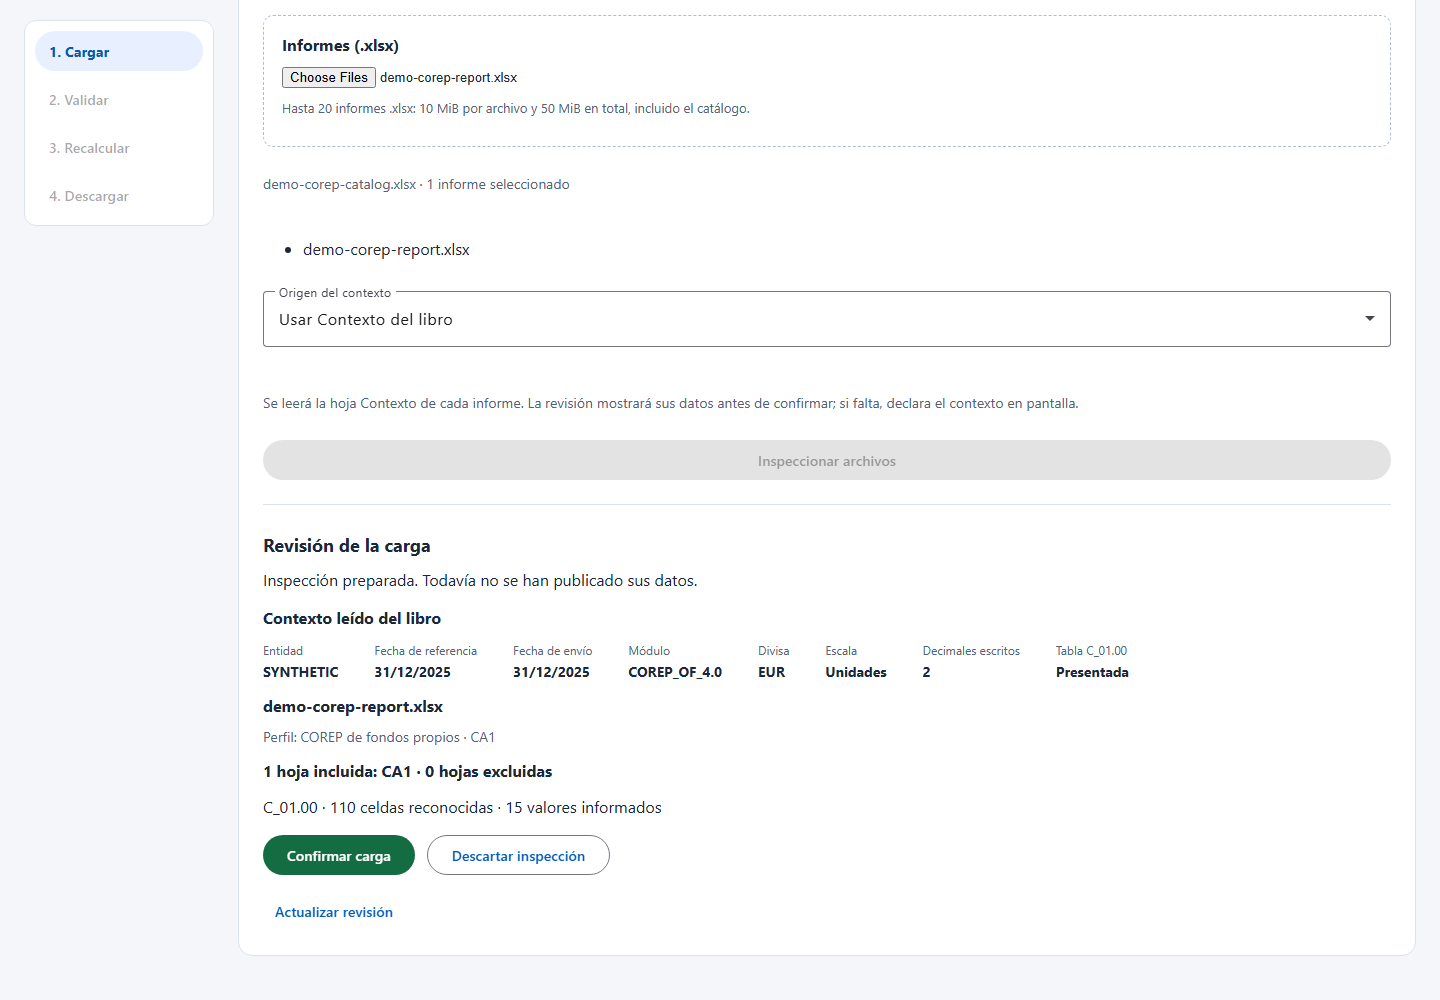 1. Cargar
2. Validar
3. Recalcular
4. Descargar
Informes (.xlsx)
Choose Files demo-corep-report.xlsx
Hasta 20 informes .xlsx: 10 MiB por archivo y 50 MiB en total, incluido el catálogo.
demo-corep-catalog.xlsx · 1 informe seleccionado
• demo-corep-report.xlsx
Origen del contexto
Usar Contexto del libro
Se leerá la hoja Contexto de cada informe. La revisión mostrará sus datos antes de confirmar; si falta, declara el contexto en pantalla.
Inspeccionar archivos
Revisión de la carga
Inspección preparada. Todavía no se han publicado sus datos.
Contexto leído del libro
Entidad Fecha de referencia Fecha de envío Módulo Divisa Escala Decimales escritos Tabla C_01.00
SYNTHETIC 31/12/2025 31/12/2025 COREP_OF_4.0 EUR Unidades 2 Presentada
demo-corep-report.xlsx
Perfil: COREP de fondos propios · CA1
1 hoja incluida: CA1 · 0 hojas excluidas
C_01.00 · 110 celdas reconocidas · 15 valores informados
Confirmar carga Descartar inspección
Actualizar revisión